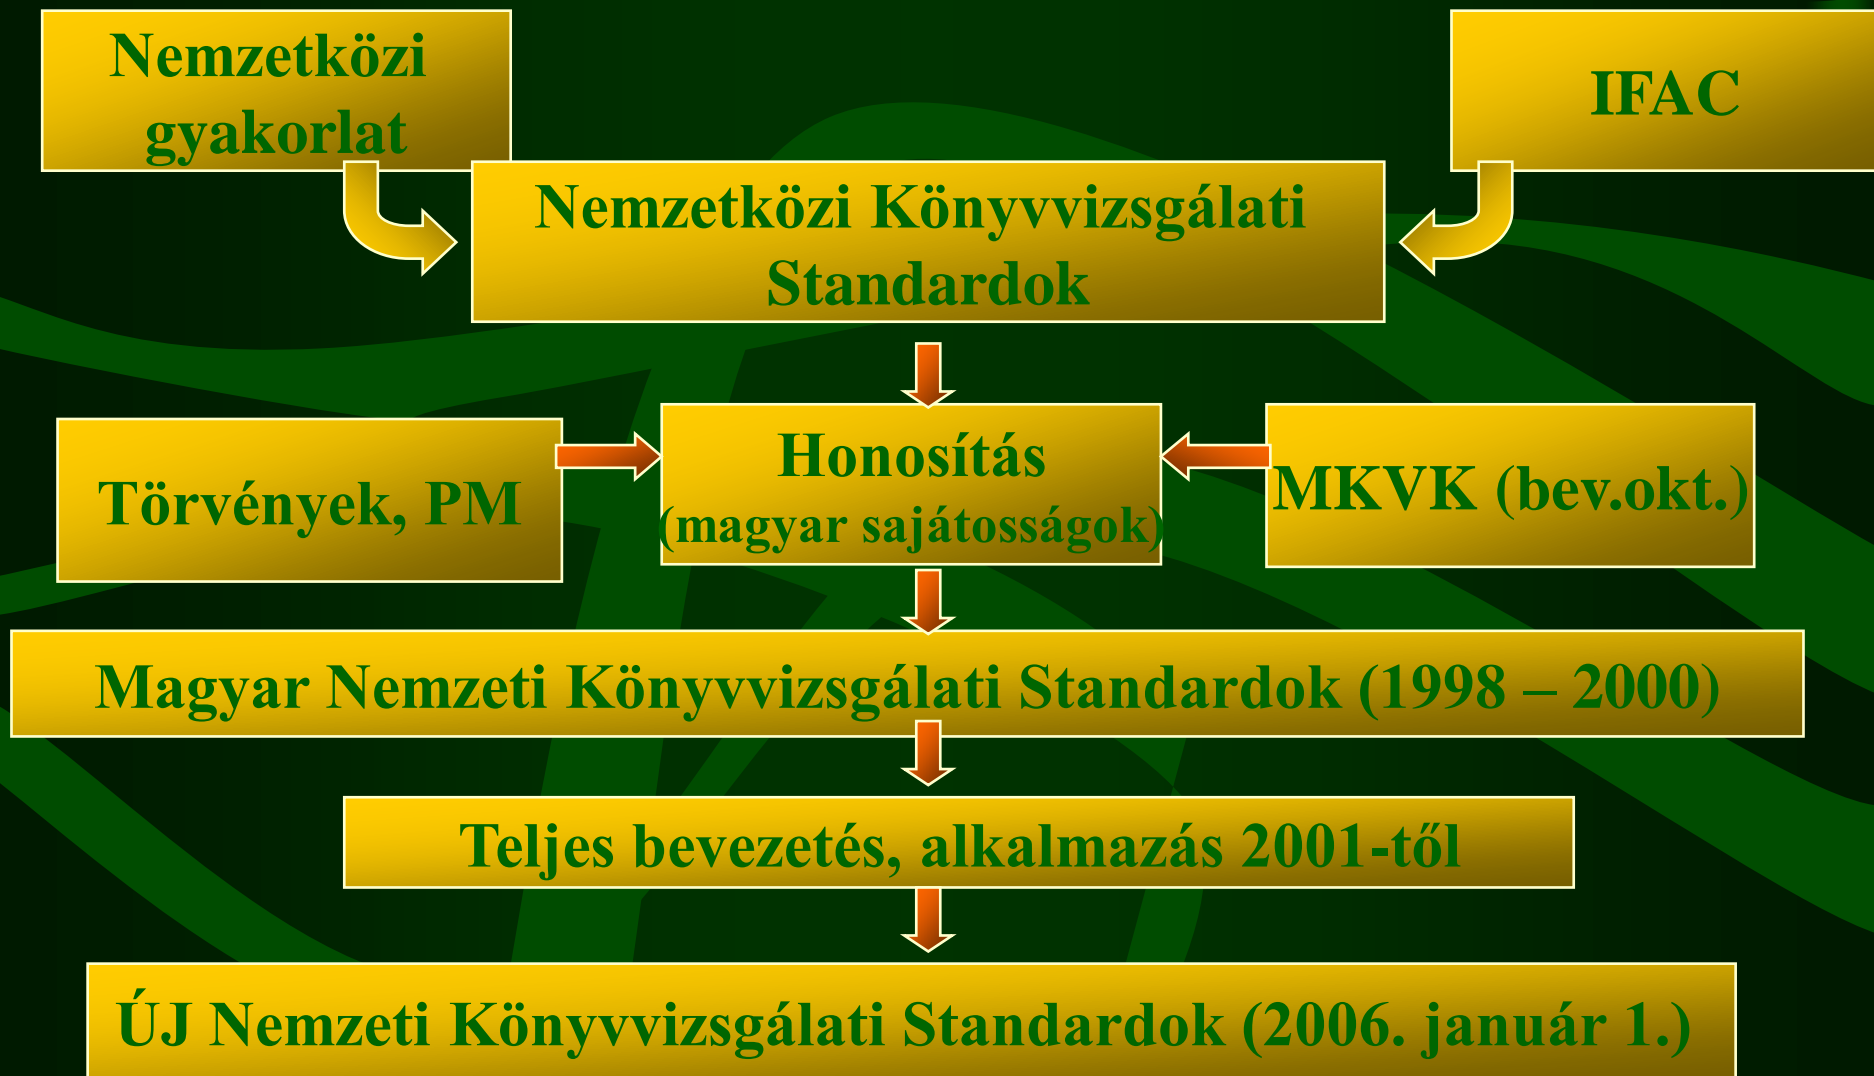 Nemzetközi
gyakorlat
IFAC
Nemzetközi Könyvvizsgálati
Standardok
Törvények, PM
Honosítás
(magyar sajátosságok)
MKVK (bev.okt.)
Magyar Nemzeti Könyvvizsgálati Standardok (1998 – 2000)
Teljes bevezetés, alkalmazás 2001-től
ÚJ Nemzeti Könyvvizsgálati Standardok (2006. január 1.)